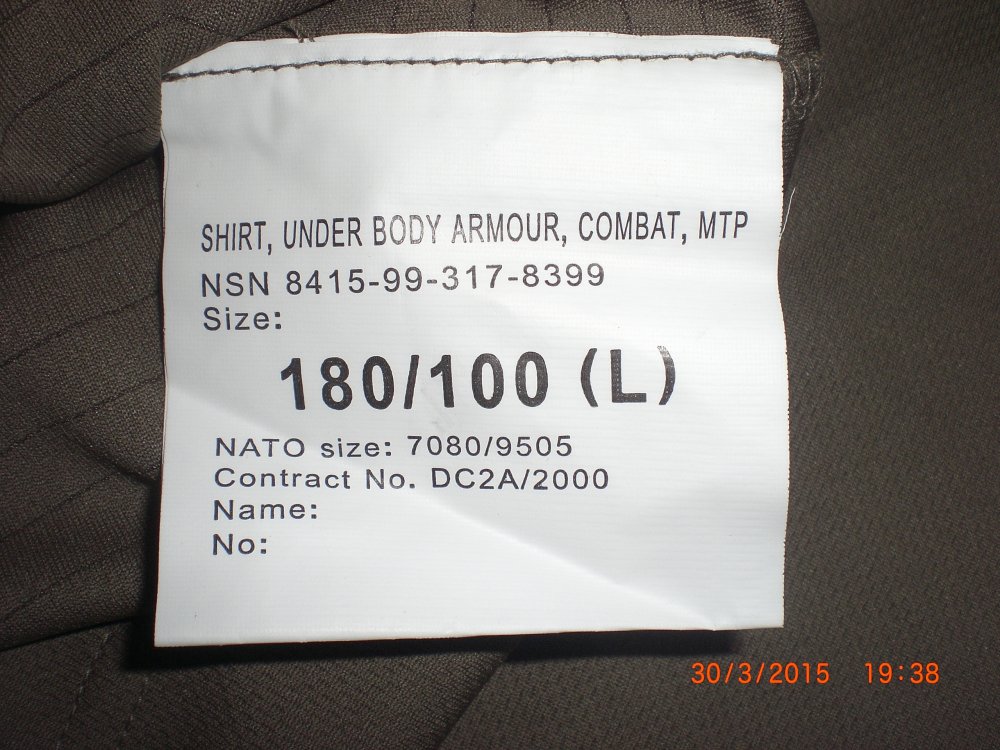 SHIRT, UNDER BODY ARMOUR, COMBAT, MTP
NSN 8415-99-317-8399
Size:
180/100 (L)
NATO size: 7080/9505
Contract No. DC2A/2000
Name:
No:
30/3/2015 19:38